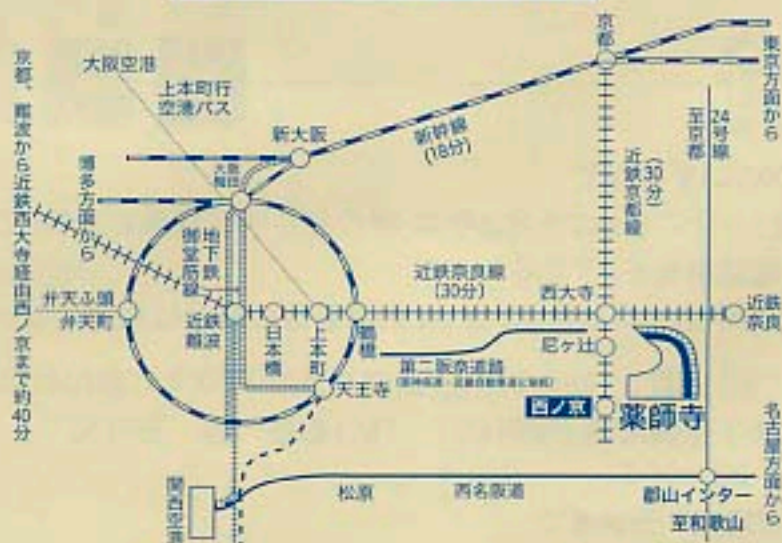 京都、難波から近鉄西大寺経由西ノ京まで約40分
大阪空港
上本町行
空港バス
新大阪
大阪
梅田
博多方面から
新幹線
(18分)
京都
東京方面から
24号線
至京都
近鉄京都線
(30分)
地下鉄
御堂筋線
近鉄奈良線
(30分)
弁天ふ頭
弁天町
近鉄
難波
日本橋
上本町
鶴橋
西大寺
近鉄
奈良
尼ヶ辻
第二阪奈道路
天王寺
西ノ京
薬師寺
名古屋方面から
関西空港
松原
西名阪道
郡山インター
至和歌山